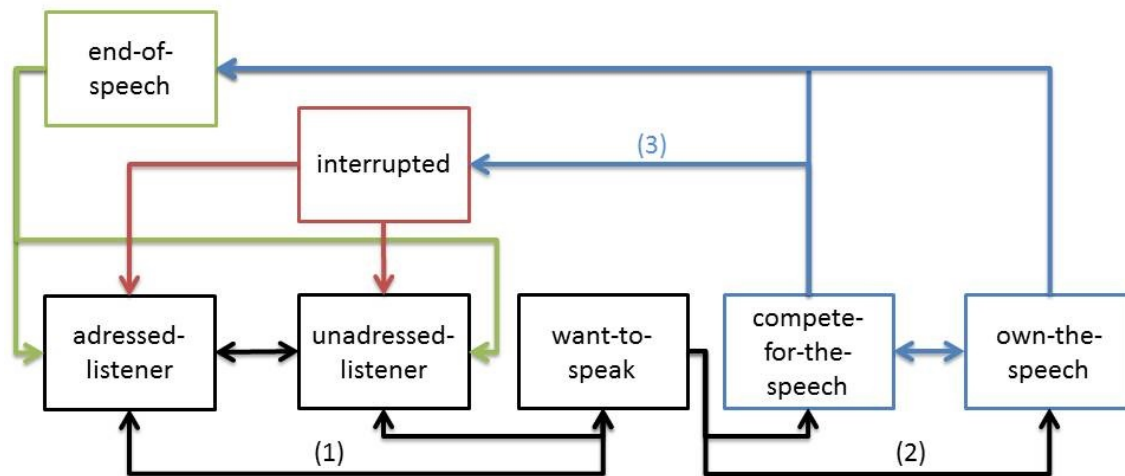 end-of-
speech
interrupted
(3)
adressed-
listener
unadressed-
listener
want-to-
speak
compete-
for-the-
speech
own-the-
speech
(1)
(2)